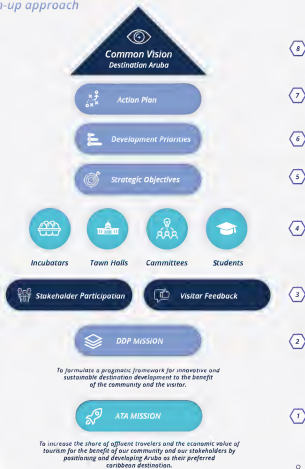 n-up approach
Common Vision
Destination Aruba
8
Action Plan
7
Development Priorities
6
Strategic Objectives
5
4
Incubators
Town Halls
Committees
Students
Stakeholder Participation
Visitor Feedback
3
DDP MISSION
2
To formulate a pragmatic framework for innovative and
sustainable destination development to the benefit
of the community and the visitor.
ATA MISSION
1
To increase the share of affluent travelers and the economic value of
tourism for the benefit of our community and our stakeholders by
positioning and developing Aruba as their preferred
caribbean destination.